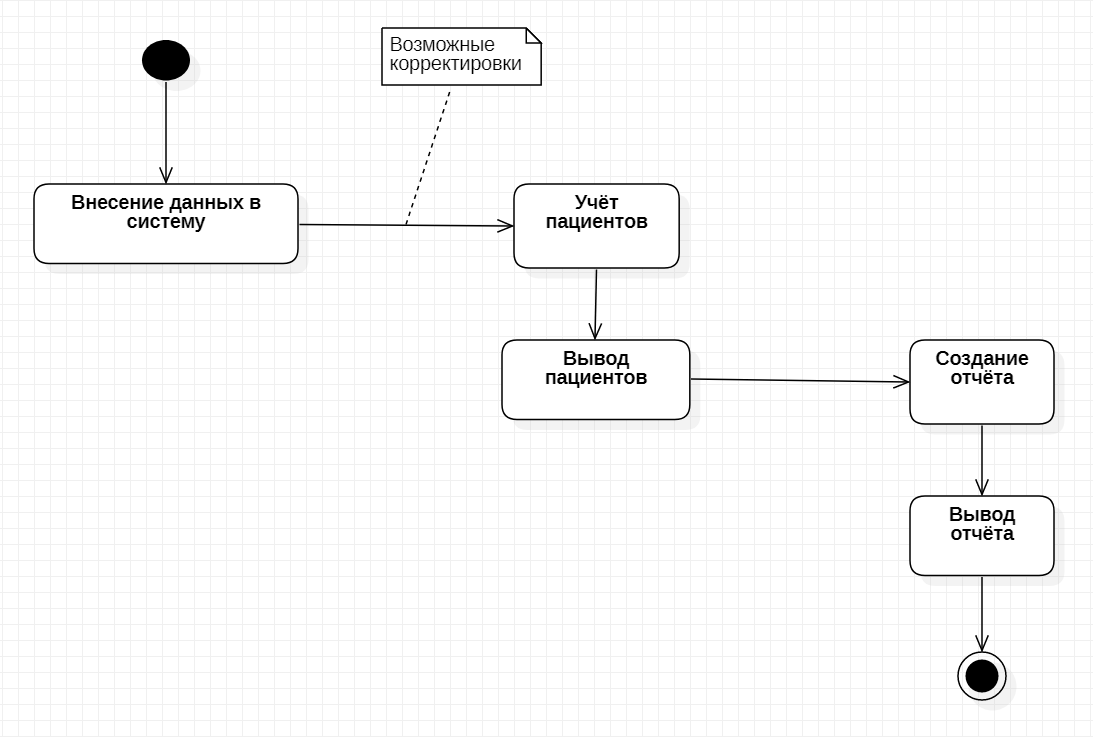 Возможные
корректировки
Внесение данных в
систему
Учёт
пациентов
Вывод
пациентов
Создание
отчёта
Вывод
отчёта